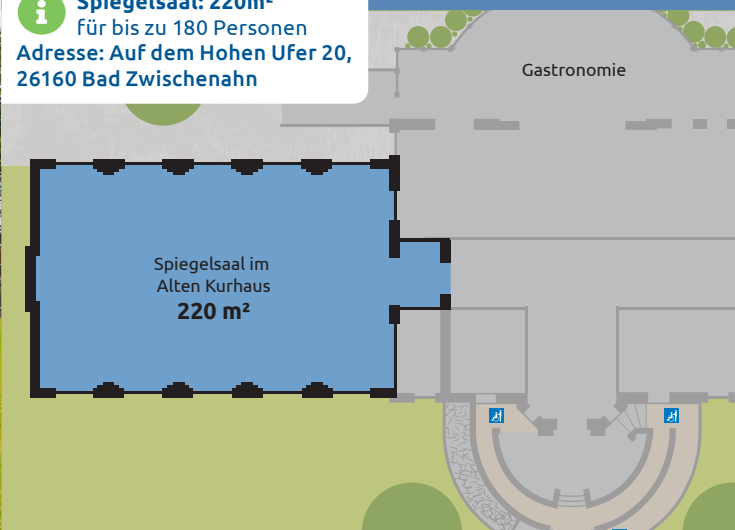 Spiegelsaal: 220m²
für bis zu 180 Personen
Adresse: Auf dem Hohen Ufer 20,
26160 Bad Zwischenahn
Gastronomie
Spiegelsaal im
Alten Kurhaus
220 m²